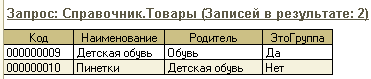 Запрос: Справочник.Товары (Записей в результате: 2)
Код Наименование Родитель ЭтоГруппа
000000009 Детская обувь Обувь Да
000000010 Пинетки Детская обувь Нет